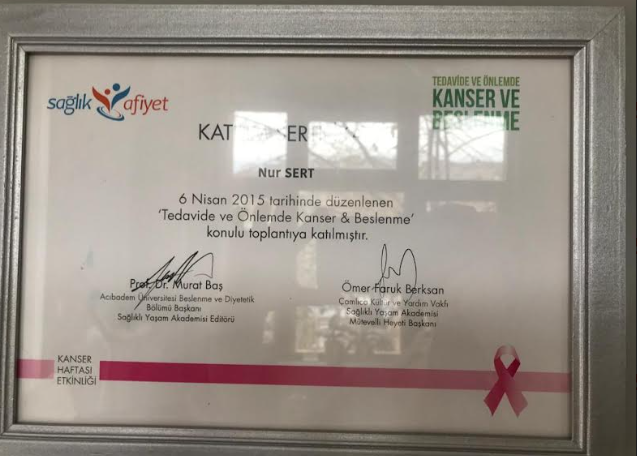 sağlık afiyet
TEDAVİDE VE ÖNLEMDE
KANSER VE
BESLENME
Nur SERT
6 Nisan 2015 tarihinde düzenlenen
'Tedavide ve Önlemde Kanser & Beslenme'
konulu toplantıya katılmıştır.
Prof. Dr. Murat Baş
Acıbadem Üniversitesi Beslenme ve Diyetetik
Bölümü Başkanı
Sağlıklı Yaşam Akademisi Editörü
Ömer Faruk Berksan
Çamlıca Kültür ve Yardım Vakfı
Sağlıklı Yaşam Akademisi
Mütevelli Heyeti Başkanı
KANSER
HAFTASI
ETKİNLİĞİ